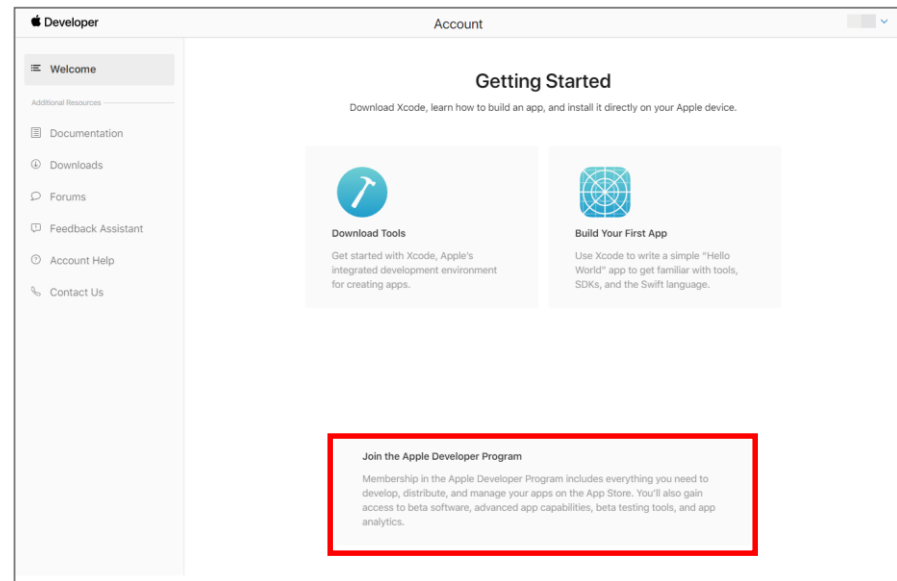 Developer
Account
Welcome
Additional Resources
Documentation
Downloads
Forums
Feedback Assistant
Account Help
Contact Us
Getting Started
Download Xcode, learn how to build an app, and install it directly on your Apple device.
Download Tools
Get started with Xcode, Apple's
integrated development environment
for creating apps.
Build Your First App
Use Xcode to write a simple “Hello
World” app to get familiar with tools,
SDKs, and the Swift language.
Join the Apple Developer Program
Membership in the Apple Developer Program includes everything you need to
develop, distribute, and manage your apps on the App Store. You'll also gain
access to beta software, advanced app capabilities, beta testing tools, and app
analytics.